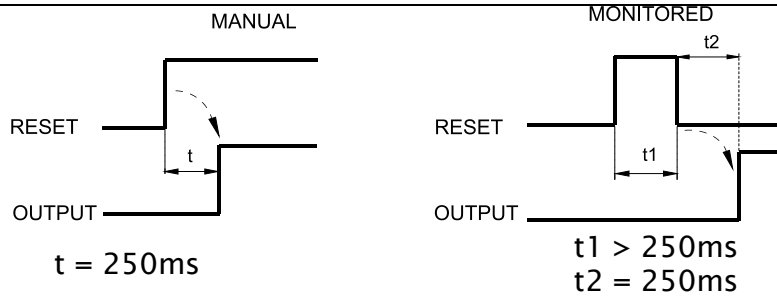 MANUAL
RESET
t
OUTPUT
t = 250ms
MONITORED
t2
RESET
t1
OUTPUT
t1 > 250ms
t2 = 250ms